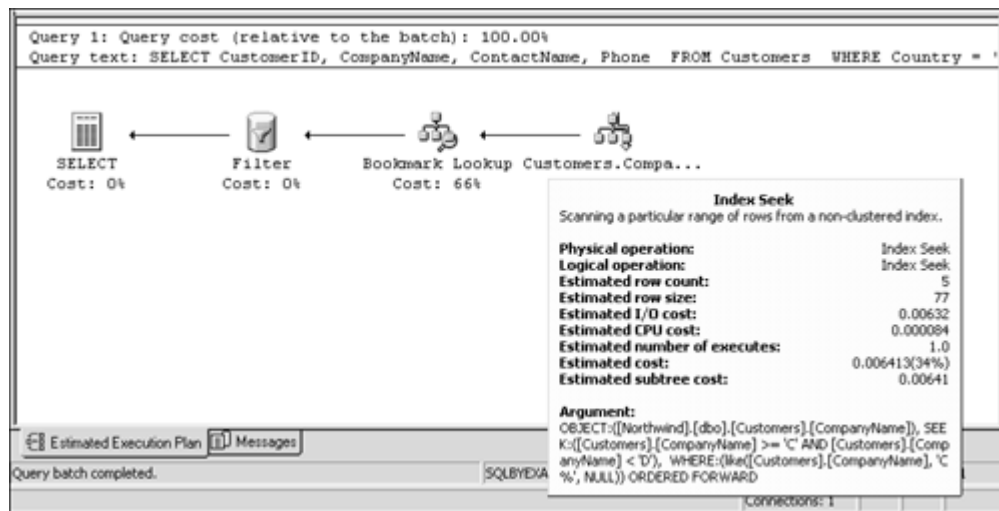 Query 1: Query cost (relative to the batch): 100.00%
Query text: SELECT CustomerID, CompanyName, ContactName, Phone FROM Customers WHERE Country = '
SELECT
Cost: 0%
Filter
Cost: 0%
Bookmark Lookup
Cost: 66%
Customers.Compa...
Index Seek
Scanning a particular range of rows from a non-clustered index.
Physical operation: Index Seek
Logical operation: Index Seek
Estimated row count: 5
Estimated row size: 77
Estimated I/O cost: 0.00632
Estimated CPU cost: 0.000084
Estimated number of executes: 1.0
Estimated cost: 0.006413(34%)
Estimated subtree cost: 0.00641
Argument:
OBJECT:([Northwind].[dbo].[Customers].[CompanyName]), SEE
K:([Customers].[CompanyName] >= 'C' AND [Customers].[Comp
anyName] < 'D'), WHERE:(like([Customers].[CompanyName], 'C
%', NULL)) ORDERED FORWARD
Estimated Execution Plan
Messages
Query batch completed.
SQLBYEXA
Connections: 1